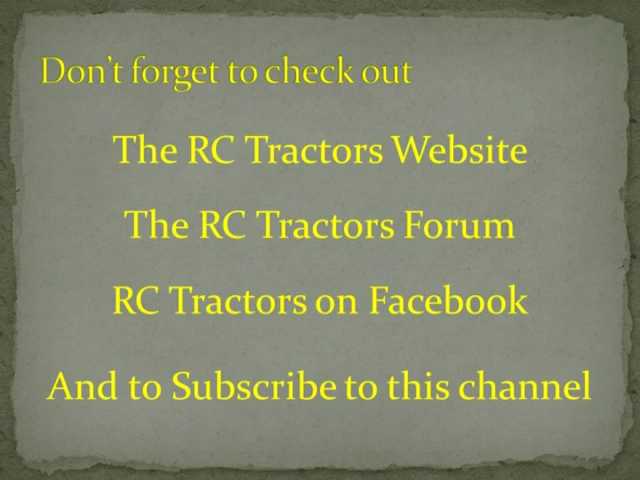 Don't forget to check out
The RC Tractors Website
The RC Tractors Forum
RC Tractors on Facebook
And to Subscribe to this channel